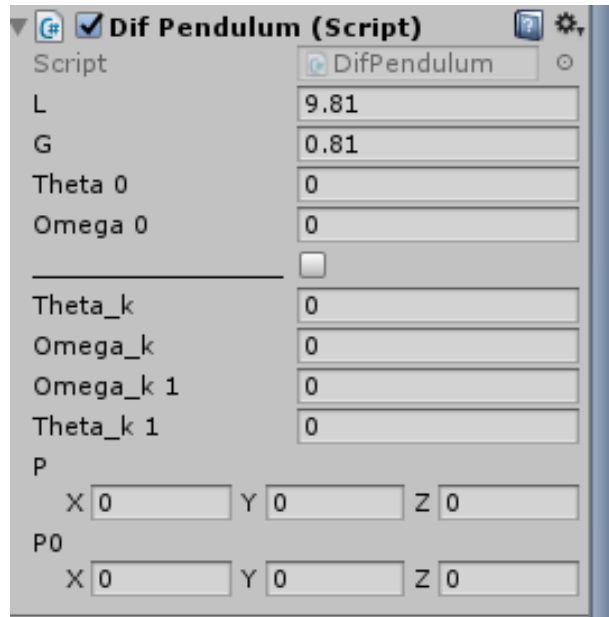 Dif Pendulum (Script)
Script DifPendulum
L 9.81
G 0.81
Theta 0 0
Omega 0 0
Theta_k 0
Omega_k 0
Omega_k 1 0
Theta_k 1 0
P
X 0 Y 0 Z 0
P0
X 0 Y 0 Z 0